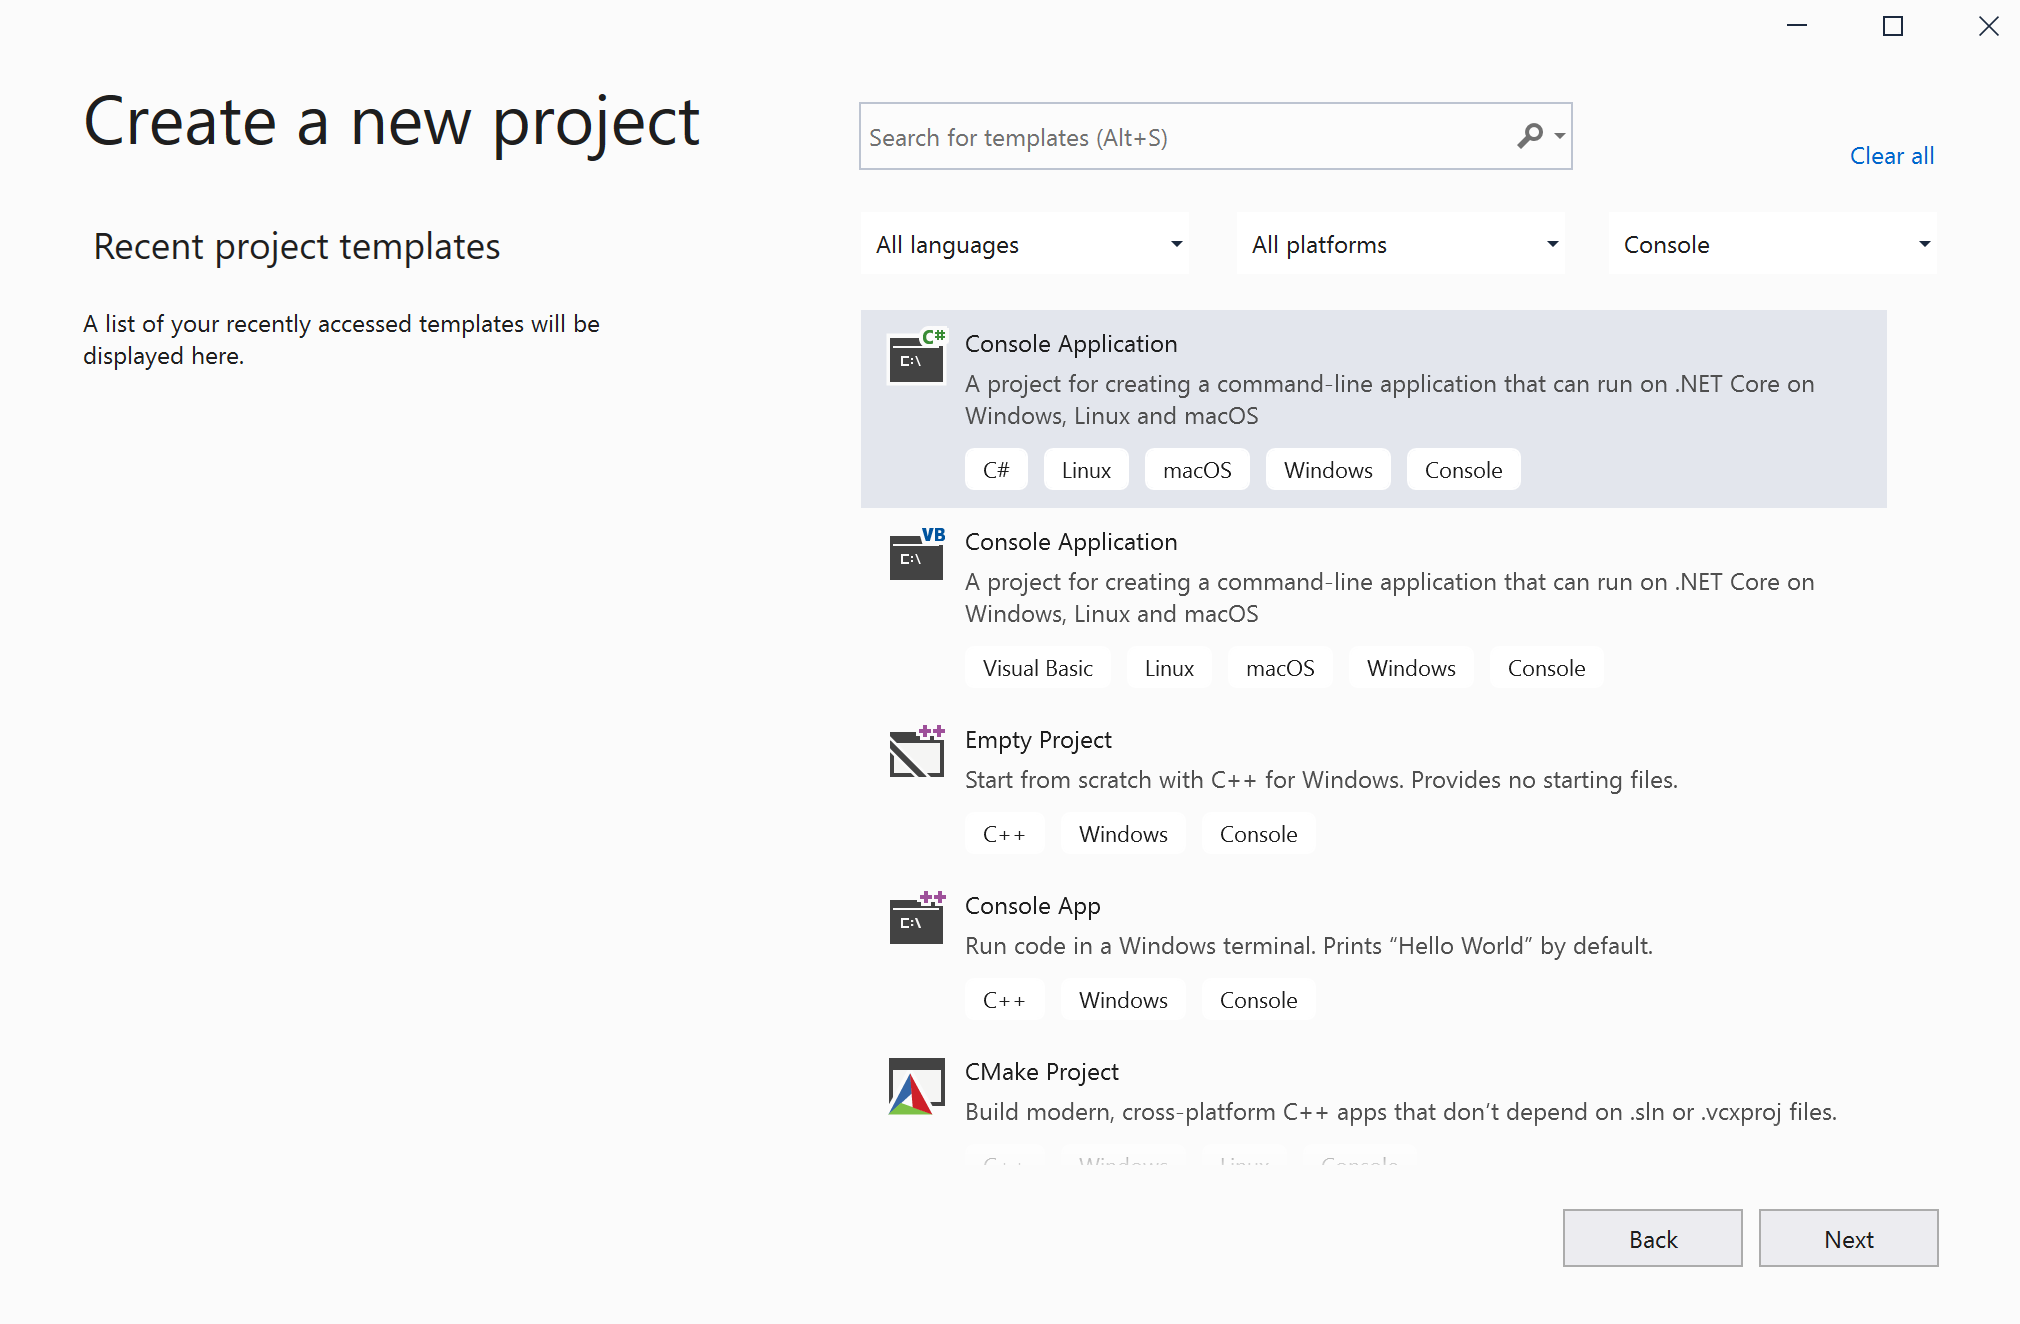 Create a new project
Search for templates (Alt+S)
Clear all
Recent project templates
All languages
All platforms
Console
A list of your recently accessed templates will be
displayed here.
C#
C:\
Console Application
A project for creating a command-line application that can run on .NET Core on
Windows, Linux and macOS
C# Linux macOS Windows Console
VB
C:\
Console Application
A project for creating a command-line application that can run on .NET Core on
Windows, Linux and macOS
Visual Basic Linux macOS Windows Console
++
Empty Project
Start from scratch with C++ for Windows. Provides no starting files.
C++ Windows Console
++
C:\
Console App
Run code in a Windows terminal. Prints “Hello World” by default.
C++ Windows Console
CMake Project
Build modern, cross-platform C++ apps that don’t depend on .sln or .vcxproj files.
C++ Windows Linux Console
Back
Next